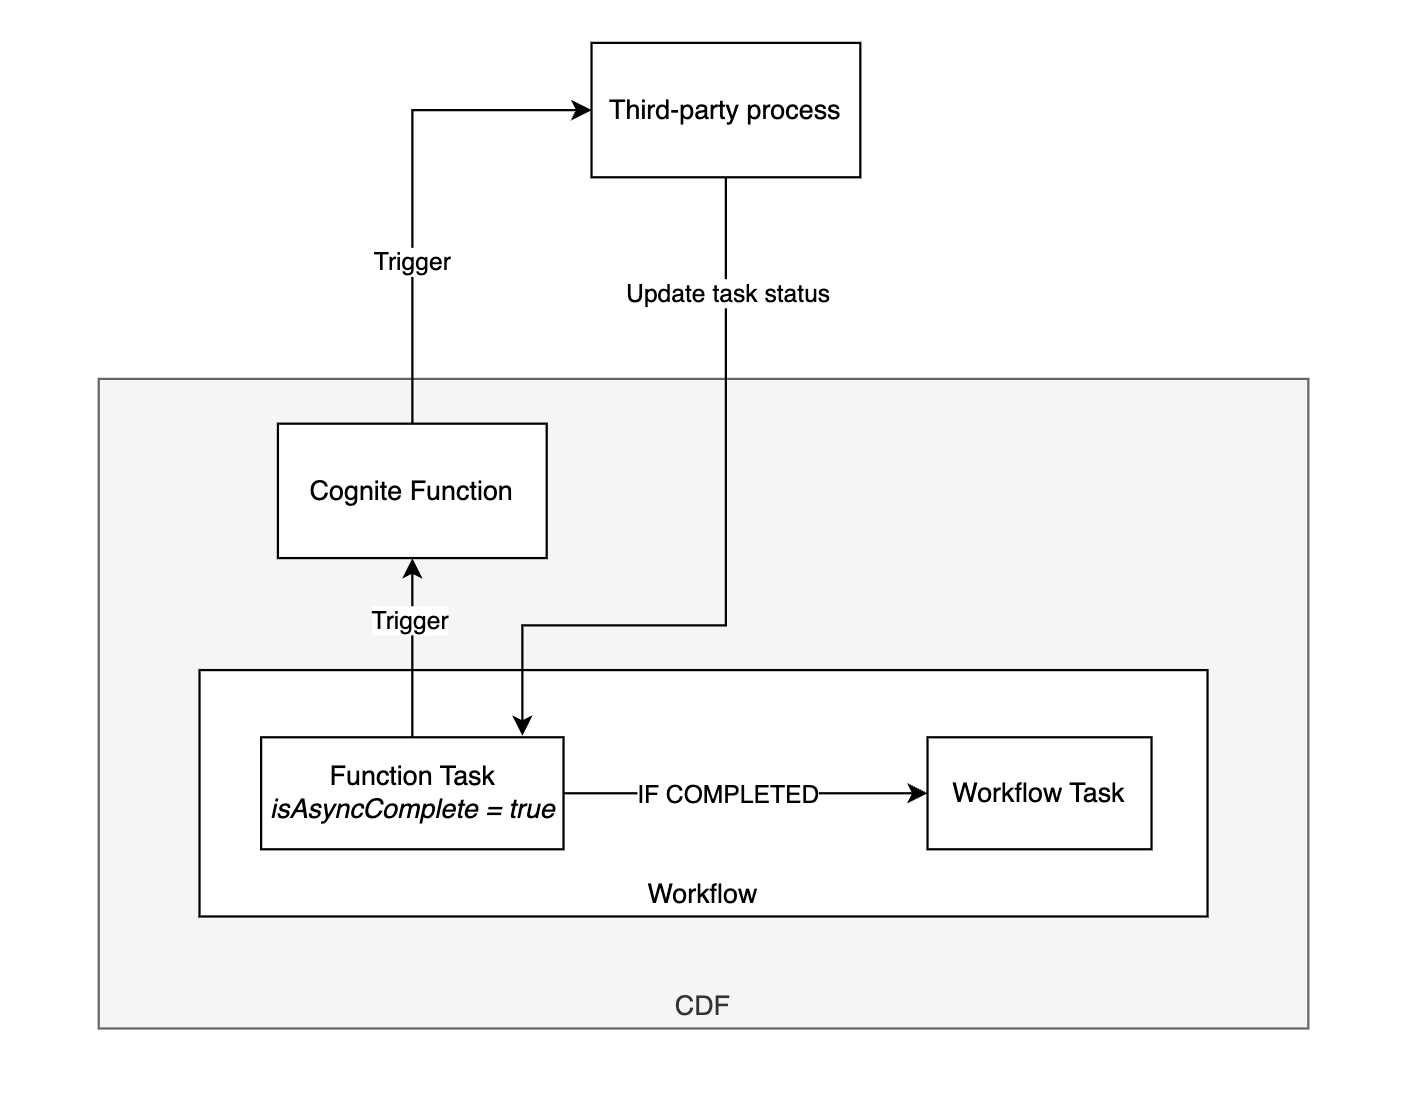 Third-party process
Trigger
Update task status
Cognite Function
Trigger
Function Task
isAsyncComplete = true
IF COMPLETED
Workflow Task
Workflow
CDF